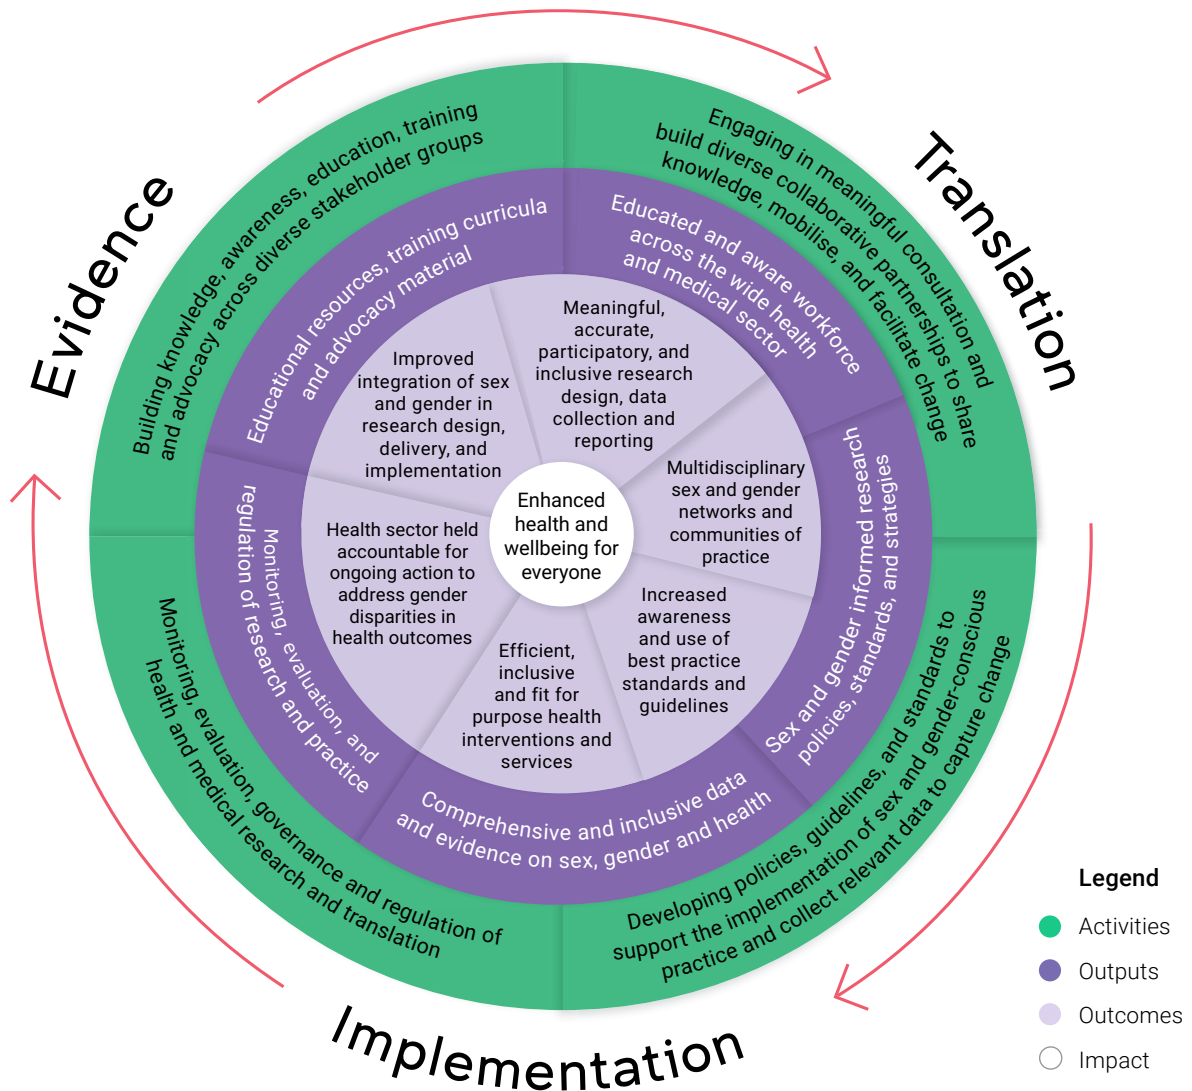 Evidence
Translation
Implementation
Building knowledge, awareness, education, training
and advocacy across diverse stakeholder groups
Engaging in meaningful consultation and
build diverse collaborative partnerships to share
knowledge, mobilise, and facilitate change
Developing policies, guidelines, and standards to
support the implementation of sex and gender-conscious
practice and collect relevant data to capture change
Monitoring, evaluation, governance and regulation of
health and medical research and translation
Educational resources, training curricula
and advocacy material
Educated and aware workforce
across the wide health
and medical sector
Sex and gender informed research
policies, standards, and strategies
Comprehensive and inclusive data
and evidence on sex, gender and health
Monitoring, evaluation, and
regulation of research and practice
Improved
integration of sex
and gender in
research design,
delivery, and
implementation
Meaningful,
accurate,
participatory, and
inclusive research
design, data
collection and
reporting
Multidisciplinary
sex and gender
networks and
communities of
practice
Increased
awareness
and use of
best practice
standards and
guidelines
Efficient,
inclusive
and fit for
purpose health
interventions and
services
Health sector held
accountable for
ongoing action to
address gender
disparities in
health outcomes
Enhanced
health and
wellbeing for
everyone
Legend
Activities
Outputs
Outcomes
Impact